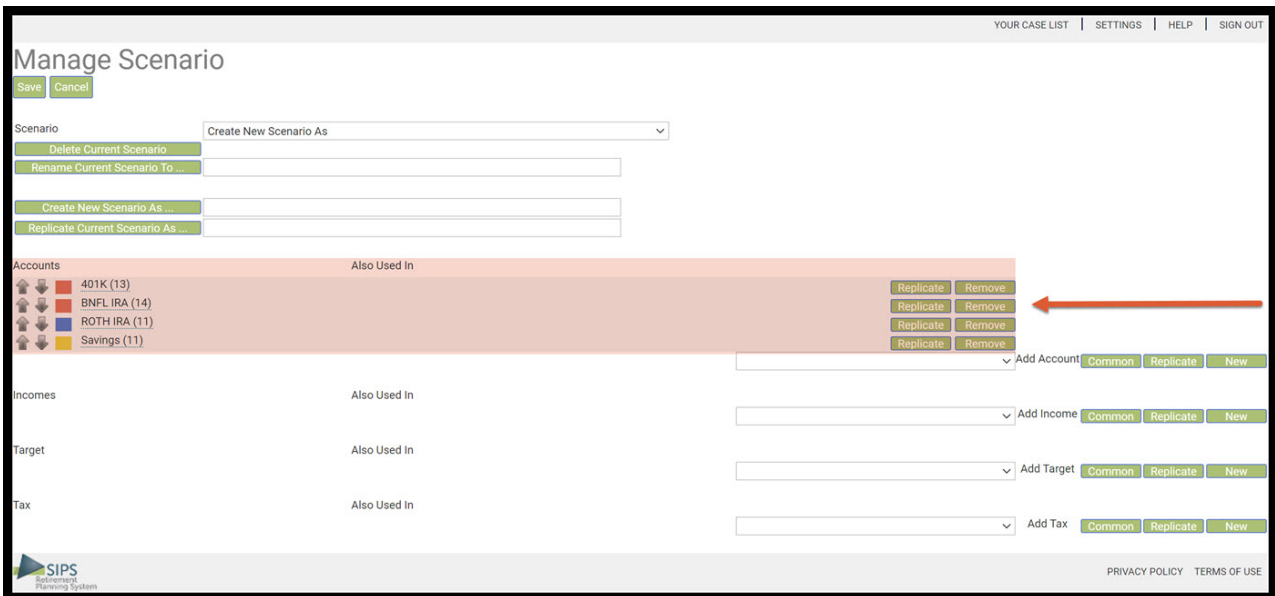 YOUR CASE LIST | SETTINGS | HELP | SIGN OUT
Manage Scenario
Save Cancel
Scenario Create New Scenario As
Delete Current Scenario
Rename Current Scenario To ...
Create New Scenario As ...
Replicate Current Scenario As ...
Accounts Also Used In
401K (13) Replicate Remove
BNFL IRA (14) Replicate Remove
ROTH IRA (11) Replicate Remove
Savings (11) Replicate Remove
Add Account Common Replicate New
Incomes Also Used In
Add Income Common Replicate New
Target Also Used In
Add Target Common Replicate New
Tax Also Used In
Add Tax Common Replicate New
SIPS
Retirement
Planning System
PRIVACY POLICY TERMS OF USE